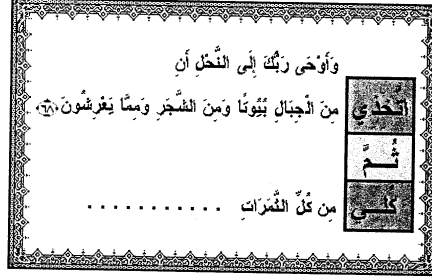 وَأَوْحَى رَبُّكَ إِلَى النَّحْلِ أَنِ
اتَّخِذِي مِنَ الْجِبَالِ بُيُوتًا وَمِنَ الشَّجَرِ وَمِمَّا يَعْرِشُونَ ﴿٦٨﴾
ثُمَّ
كُلِي مِن كُلِّ الثَّمَرَاتِ . . . . . . . . . . .